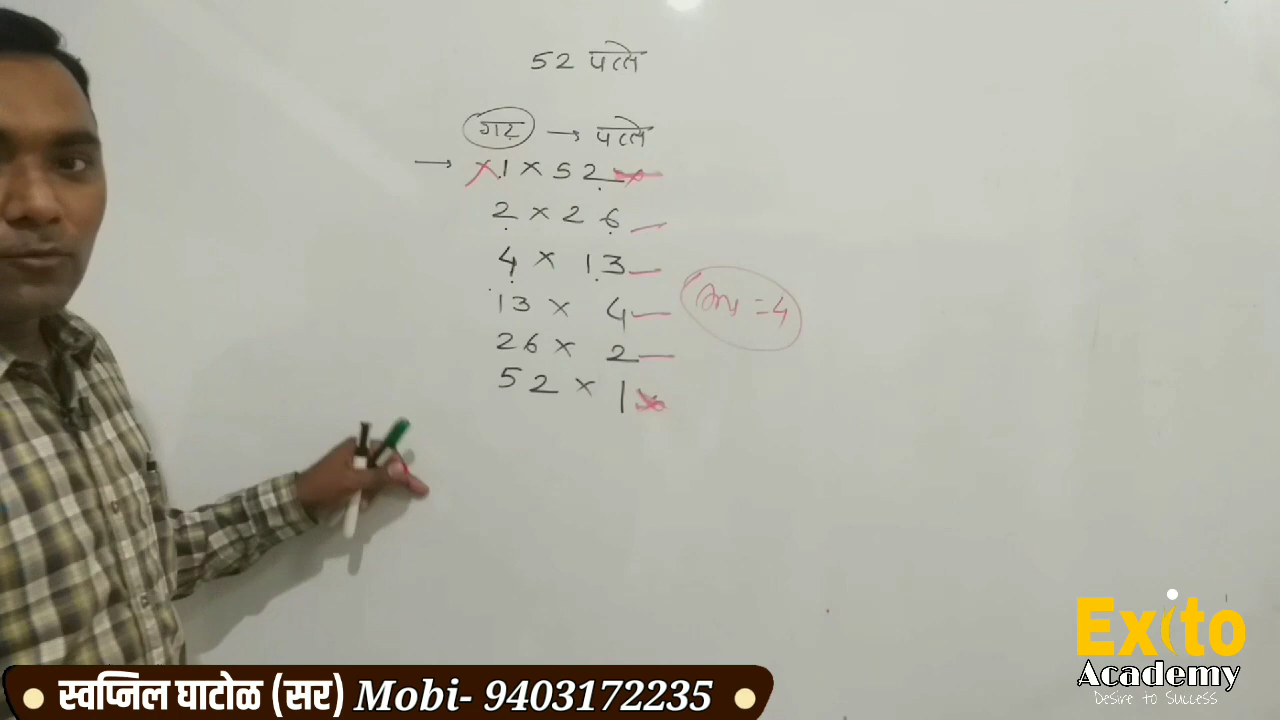 52 पत्ते
गट → पत्ते
→ 1 × 52
2 × 26
4 × 13
13 × 4
26 × 2
52 × 1
Ans = 4
Exito
Academy
Desire to Success
स्वप्निल घाटोळ (सर) Mobi- 9403172235